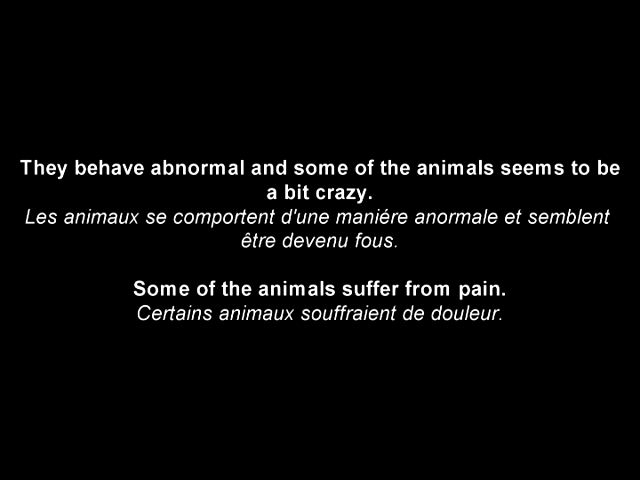 They behave abnormal and some of the animals seems to be
a bit crazy.
Les animaux se comportent d'une maniére anormale et semblent
être devenu fous.
Some of the animals suffer from pain.
Certains animaux souffraient de douleur.